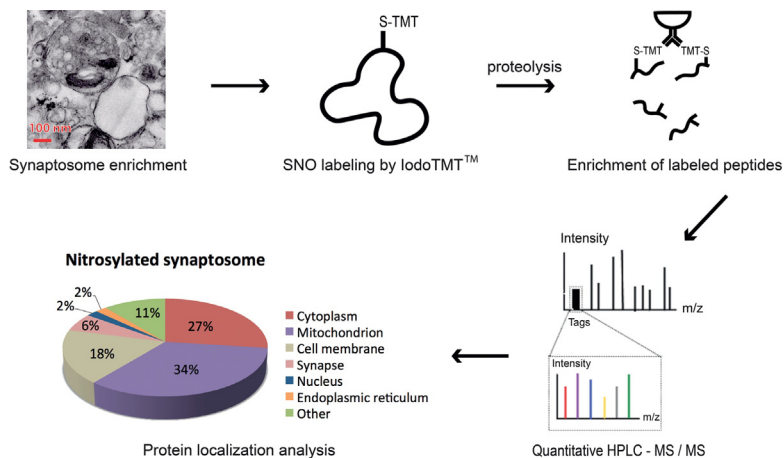 S-TMT
S-TMT TMT-S
proteolysis
100 nm
Synaptosome enrichment
SNO labeling by IodoTMT™
Enrichment of labeled peptides
Intensity
m/z
Tags
Intensity
m/z
Quantitative HPLC - MS / MS
Nitrosylated synaptosome
27%
34%
18%
6%
2%
2%
11%
Cytoplasm
Mitochondrion
Cell membrane
Synapse
Nucleus
Endoplasmic reticulum
Other
Protein localization analysis